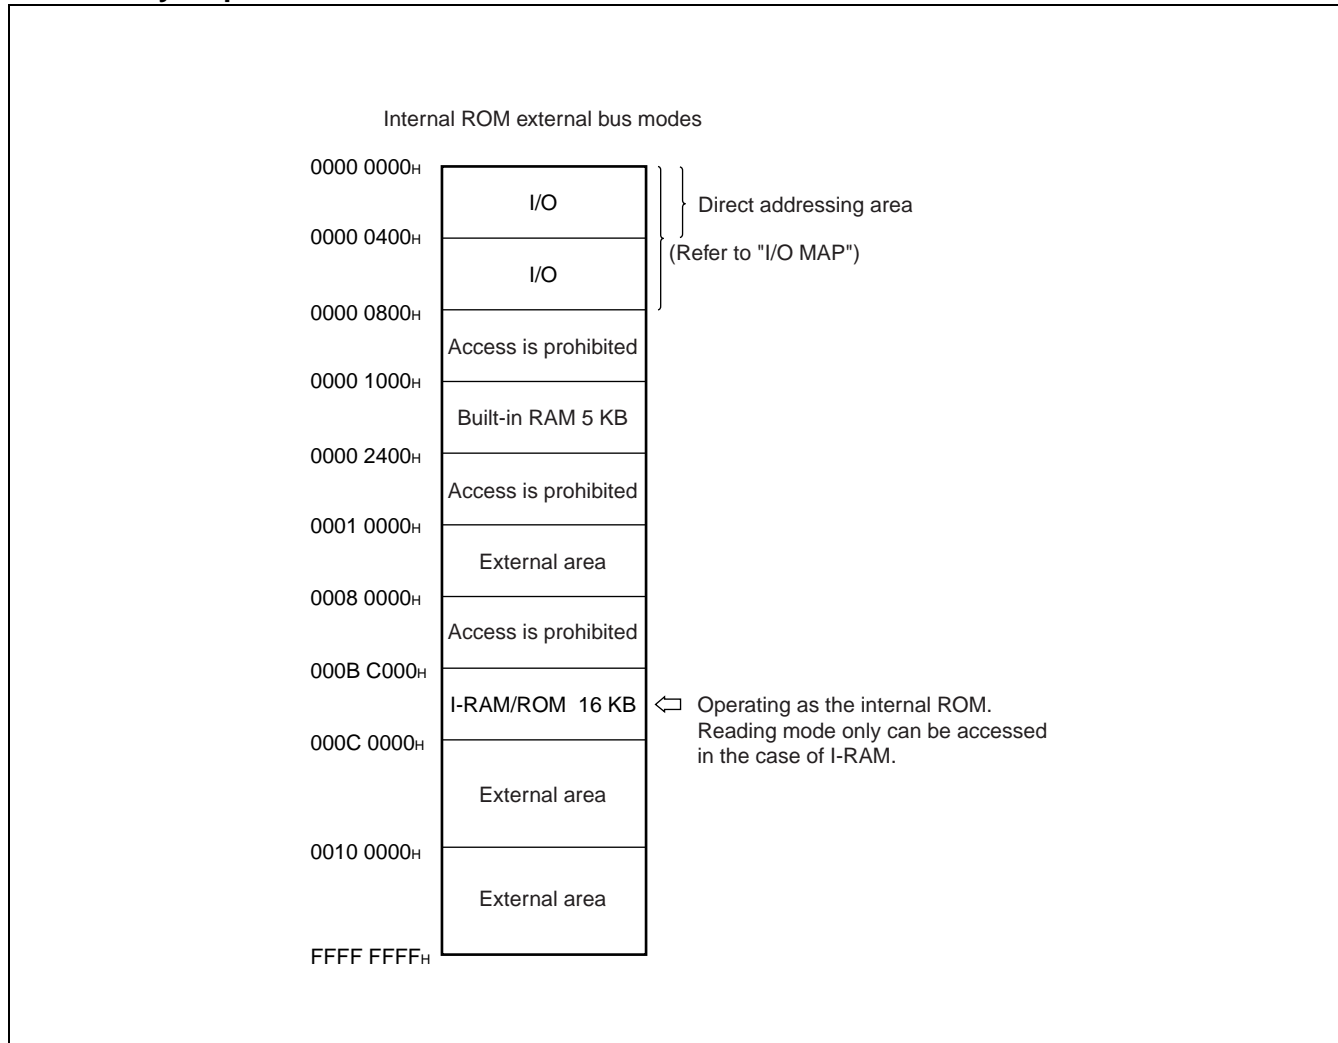 Internal ROM external bus modes
0000 0000H
I/O
Direct addressing area
0000 0400H
(Refer to "I/O MAP")
I/O
0000 0800H
Access is prohibited
0000 1000H
Built-in RAM 5 KB
0000 2400H
Access is prohibited
0001 0000H
External area
0008 0000H
Access is prohibited
000B C000H
I-RAM/ROM 16 KB
Operating as the internal ROM.
Reading mode only can be accessed
in the case of I-RAM.
000C 0000H
External area
0010 0000H
External area
FFFF FFFFH